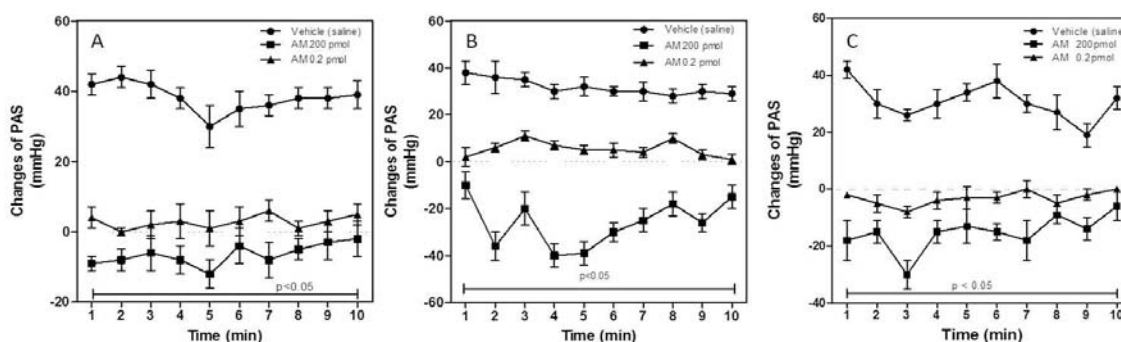 A
Vehicle (saline)
AM 200 pmol
AM 0.2 pmol
60
40
20
0
-20
Changes of PAS
(mmHg)
p<0.05
1 2 3 4 5 6 7 8 9 10
Time (min)
B
Vehicle (saline)
AM 200 pmol
AM 0.2 pmol
60
40
20
0
-20
-40
-60
Changes of PAS
(mmHg)
p<0.05
1 2 3 4 5 6 7 8 9 10
Time (min)
C
Vehicle (saline)
AM 200pmol
AM 0.2pmol
60
40
20
0
-20
-40
Changes of PAS
(mmHg)
p < 0.05
1 2 3 4 5 6 7 8 9 10
Time (min)